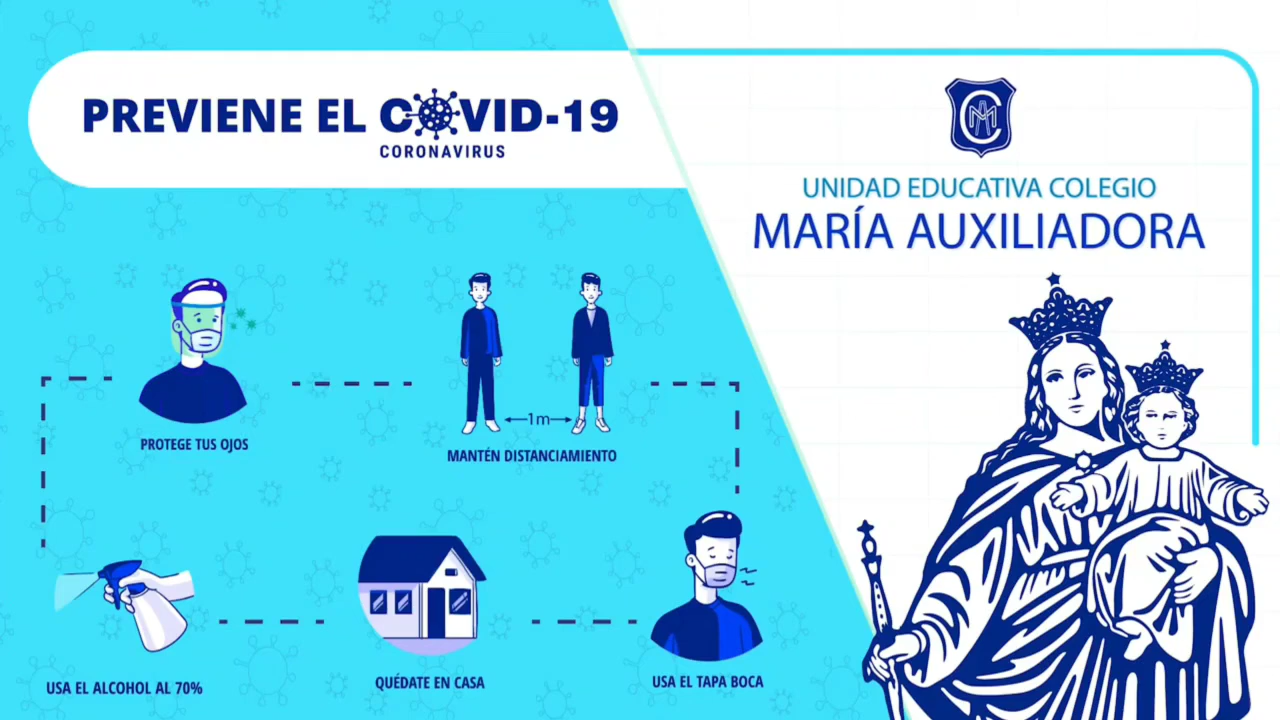 PREVIENE EL COVID-19
CORONAVIRUS
UNIDAD EDUCATIVA COLEGIO
MARÍA AUXILIADORA
PROTEGE TUS OJOS
1m
MANTÉN DISTANCIAMIENTO
USA EL ALCOHOL AL 70%
QUÉDATE EN CASA
USA EL TAPA BOCA